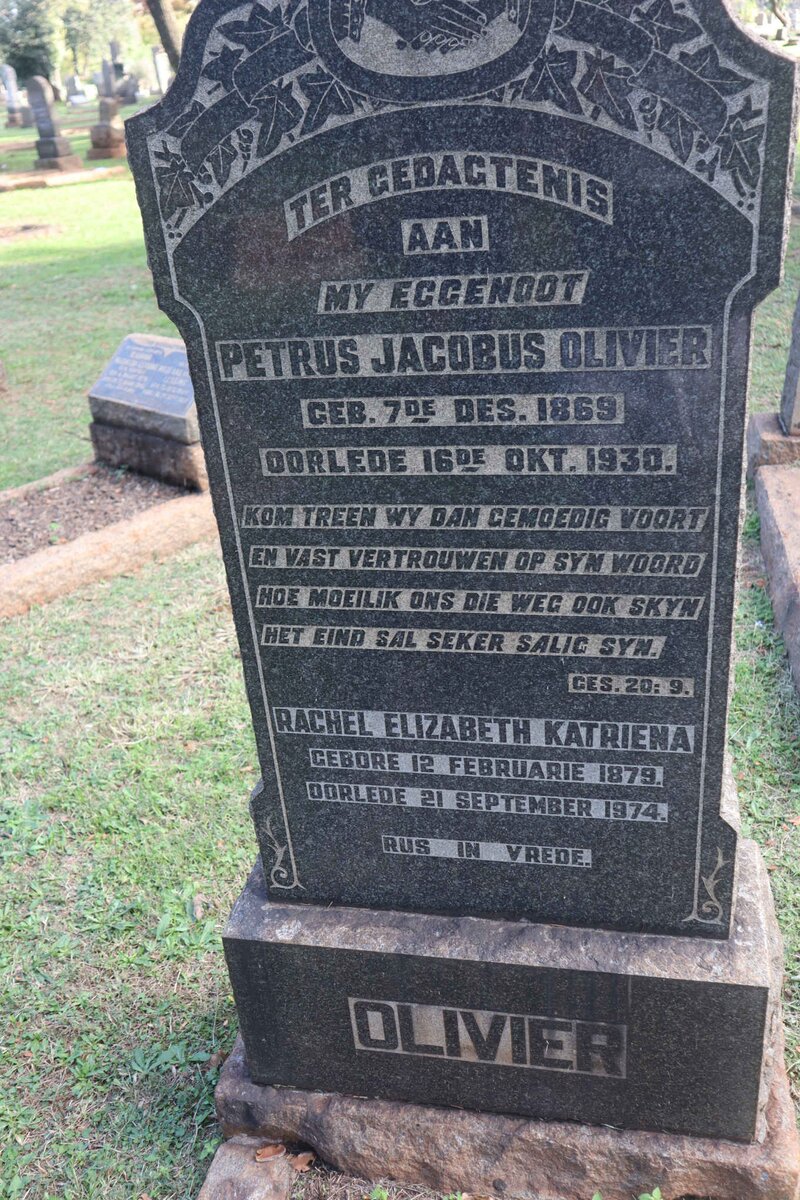 TER GEDAGTENIS
AAN
MY EGGENOOT
PETRUS JACOBUS OLIVIER
GEB. 7DE DES. 1869
OORLEDE 16DE OKT. 1930.
KOM TREEN WY DAN GEMOEDIG VOORT
EN VAST VERTROUWEN OP SYM WOORD
HOE MOEILIK ONS DIE WEG OOK SKYN
HET EIND SAL SEKER SALIG SYN.
GES. 20: 9.
RACHEL ELIZABETH KATRIENA
GEBORE 12 FEBRUARIE 1879.
OORLEDE 21 SEPTEMBER 1974.
RUS IN VREDE.
OLIVIER